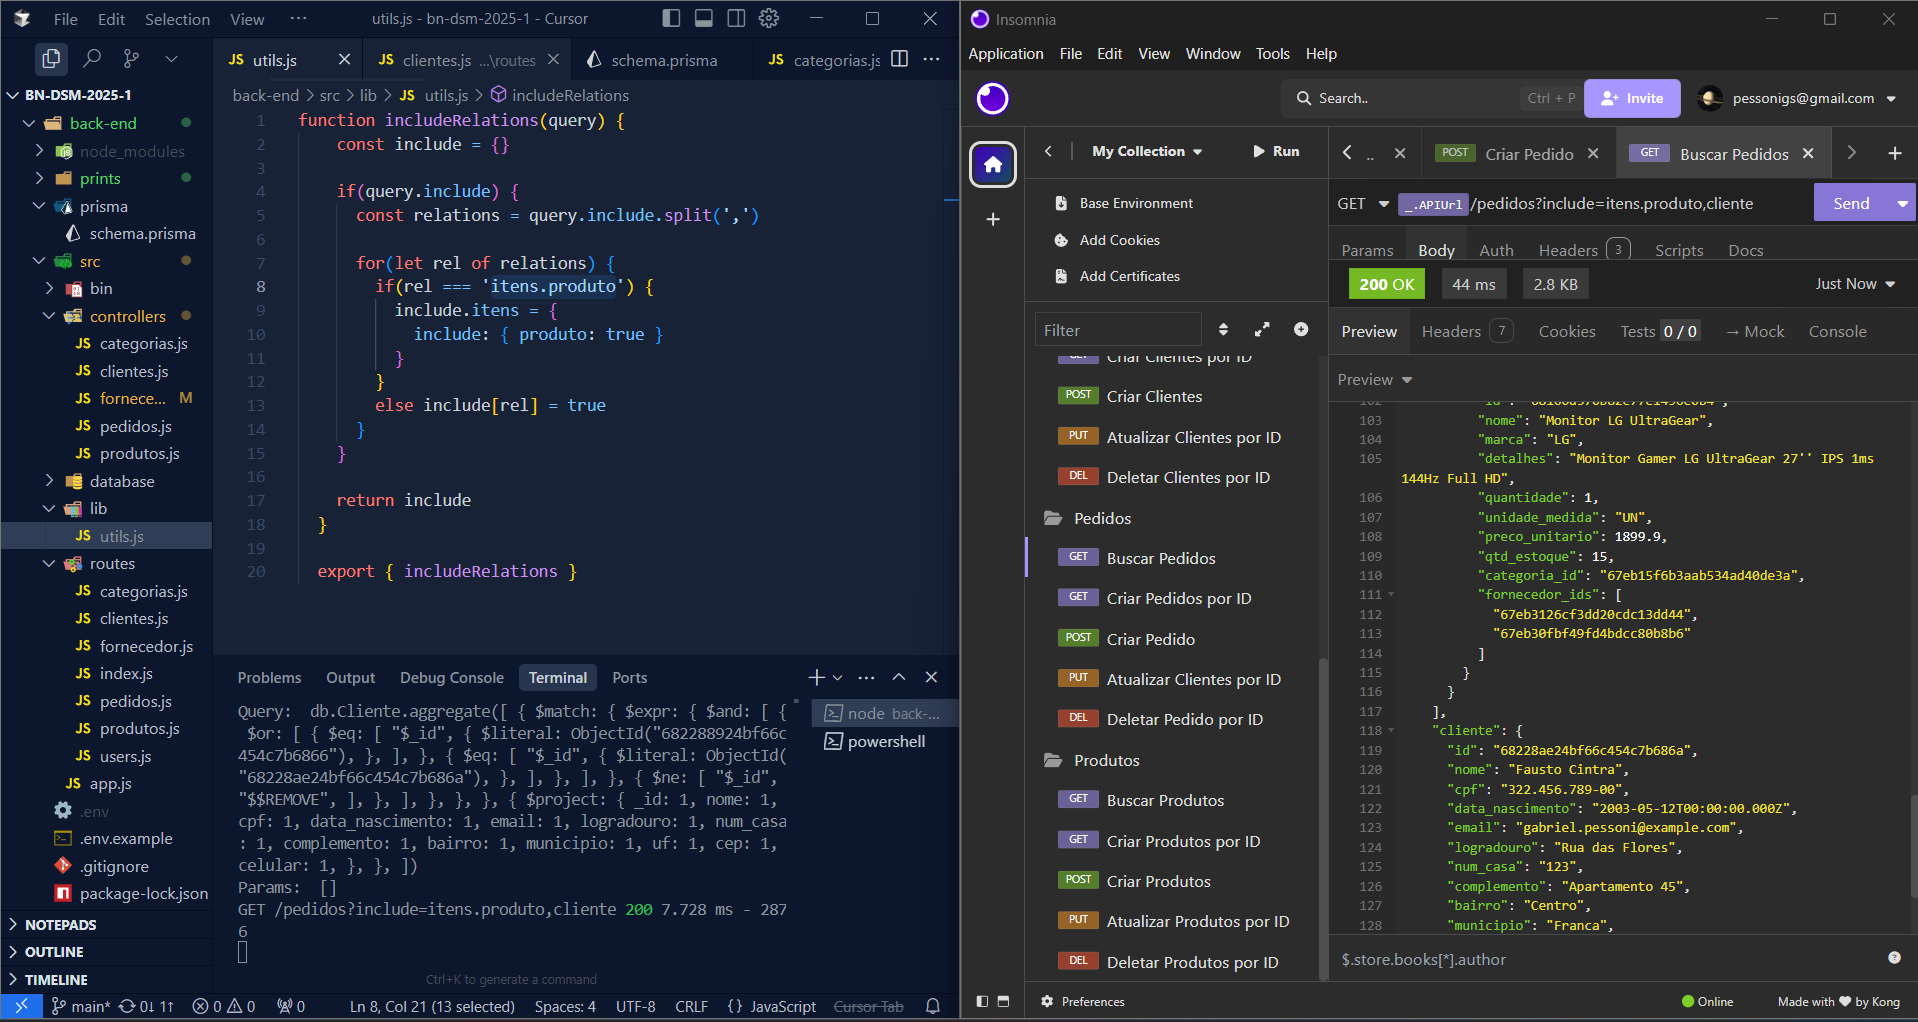 File Edit Selection View ··· utils.js - bn-dsm-2025-1 - Cursor
BN-DSM-2025-1
back-end
node_modules
prints
prisma
schema.prisma
src
bin
controllers
categorias.js
clientes.js
fornece... M
pedidos.js
produtos.js
database
lib
utils.js
routes
categorias.js
clientes.js
fornecedor.js
index.js
pedidos.js
produtos.js
users.js
app.js
.env
.env.example
.gitignore
package-lock.json
NOTEPADS
OUTLINE
TIMELINE
JS utils.js JS clientes.js ...\routes schema.prisma JS categorias.js ···
back-end > src > lib > JS utils.js > includeRelations
1 function includeRelations(query) {
2 const include = {}
3
4 if(query.include) {
5 const relations = query.include.split(',')
6
7 for(let rel of relations) {
8 if(rel === 'itens.produto') {
9 include.itens = {
10 include: { produto: true }
11 }
12 }
13 else include[rel] = true
14 }
15 }
16
17 return include
18 }
19
20 export { includeRelations }
Problems Output Debug Console Terminal Ports
Query: db.Cliente.aggregate([ { $match: { $expr: { $and: [ {
$or: [ { $eq: [ "$_id", { $literal: ObjectId("682288924bf66c
454c7b6866"), }, ], }, { $eq: [ "$_id", { $literal: ObjectId(
"68228ae24bf66c454c7b686a"), }, ], }, ], }, { $ne: [ "$_id",
"$$REMOVE", ], }, ], }, }, }, { $project: { _id: 1, nome: 1,
cpf: 1, data_nascimento: 1, email: 1, logradouro: 1, num_casa
: 1, complemento: 1, bairro: 1, municipio: 1, uf: 1, cep: 1,
celular: 1, }, }, ])
Params: []
GET /pedidos?include=itens.produto,cliente 200 7.728 ms - 287
6
node back-...
powershell
Ctrl+K to generate a command
main* 0↓ 1↑ 0 0 0 Ln 8, Col 21 (13 selected) Spaces: 4 UTF-8 CRLF {} JavaScript Cursor Tab
Insomnia
Application File Edit View Window Tools Help
Search.. Ctrl + P Invite pessonigs@gmail.com
My Collection Run
Base Environment
Add Cookies
Add Certificates
Filter
GET Criar Clientes por ID
POST Criar Clientes
PUT Atualizar Clientes por ID
DEL Deletar Clientes por ID
Pedidos
GET Buscar Pedidos
GET Criar Pedidos por ID
POST Criar Pedido
PUT Atualizar Clientes por ID
DEL Deletar Pedido por ID
Produtos
GET Buscar Produtos
GET Criar Produtos por ID
POST Criar Produtos
PUT Atualizar Produtos por ID
DEL Deletar Produtos por ID
.. POST Criar Pedido GET Buscar Pedidos
GET _.APIUrl /pedidos?include=itens.produto,cliente Send
Params Body Auth Headers 3 Scripts Docs
200 OK 44 ms 2.8 KB Just Now
Preview Headers 7 Cookies Tests 0 / 0 → Mock Console
Preview
103 "nome": "Monitor LG UltraGear",
104 "marca": "LG",
105 "detalhes": "Monitor Gamer LG UltraGear 27'' IPS 1ms
144Hz Full HD",
106 "quantidade": 1,
107 "unidade_medida": "UN",
108 "preco_unitario": 1899.9,
109 "qtd_estoque": 15,
110 "categoria_id": "67eb15f6b3aab534ad40de3a",
111 "fornecedor_ids": [
112 "67eb3126cf3dd20cdc13dd44",
113 "67eb30fbf49fd4bdcc80b8b6"
114 ]
115 }
116 }
117 ],
118 "cliente": {
119 "id": "68228ae24bf66c454c7b686a",
120 "nome": "Fausto Cintra",
121 "cpf": "322.456.789-00",
122 "data_nascimento": "2003-05-12T00:00:00.000Z",
123 "email": "gabriel.pessoni@example.com",
124 "logradouro": "Rua das Flores",
125 "num_casa": "123",
126 "complemento": "Apartamento 45",
127 "bairro": "Centro",
128 "municipio": "Franca",
$.store.books[*].author
Preferences Online Made with ❤ by Kong